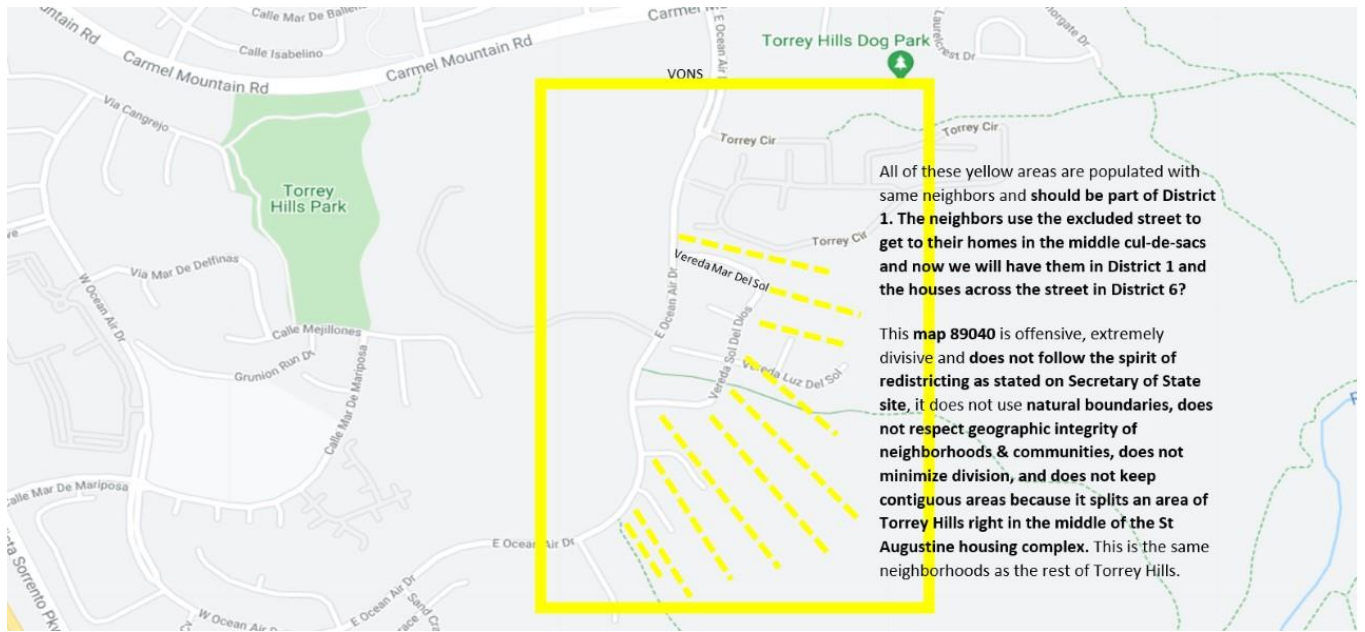 Calle Mar De Ballena
Calle Isabelino
Carmel Mountain Rd
Carmel Mountain Rd
Carmel
E Ocean Air
Torrey Hills Dog Park
Laurelcrest Dr
VONS
Via Cangrejo
Torrey
Hills Park
Torrey Cir
Torrey Cir
Torrey Cir
All of these yellow areas are populated with
same neighbors and should be part of District
1. The neighbors use the excluded street to
get to their homes in the middle cul-de-sacs
and now we will have them in District 1 and
the houses across the street in District 6?
This map 89040 is offensive, extremely
divisive and does not follow the spirit of
redistricting as stated on Secretary of State
site, it does not use natural boundaries, does
not respect geographic integrity of
neighborhoods & communities, does not
minimize division, and does not keep
contiguous areas because it splits an area of
Torrey Hills right in the middle of the St
Augustine housing complex. This is the same
neighborhoods as the rest of Torrey Hills.
Vereda Mar Del Sol
E Ocean Air Dr
Vereda Sol Del Dios
Vereda Luz Del Sol
Via Mar De Delfinas
W Ocean Air Dr
Calle Mejillones
Grunion Run Dr
Calle Mar De Mariposa
Calle Mar De Mariposa
E Ocean Air Dr
E Ocean Air Dr
W Ocean Air Dr
Sorrento Pkwy